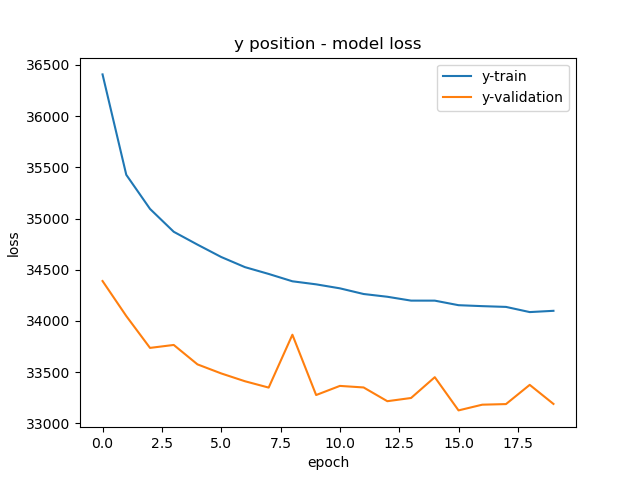 y position - model loss
y-train
y-validation
36500
36000
35500
35000
34500
34000
33500
33000
loss
0.0 2.5 5.0 7.5 10.0 12.5 15.0 17.5
epoch